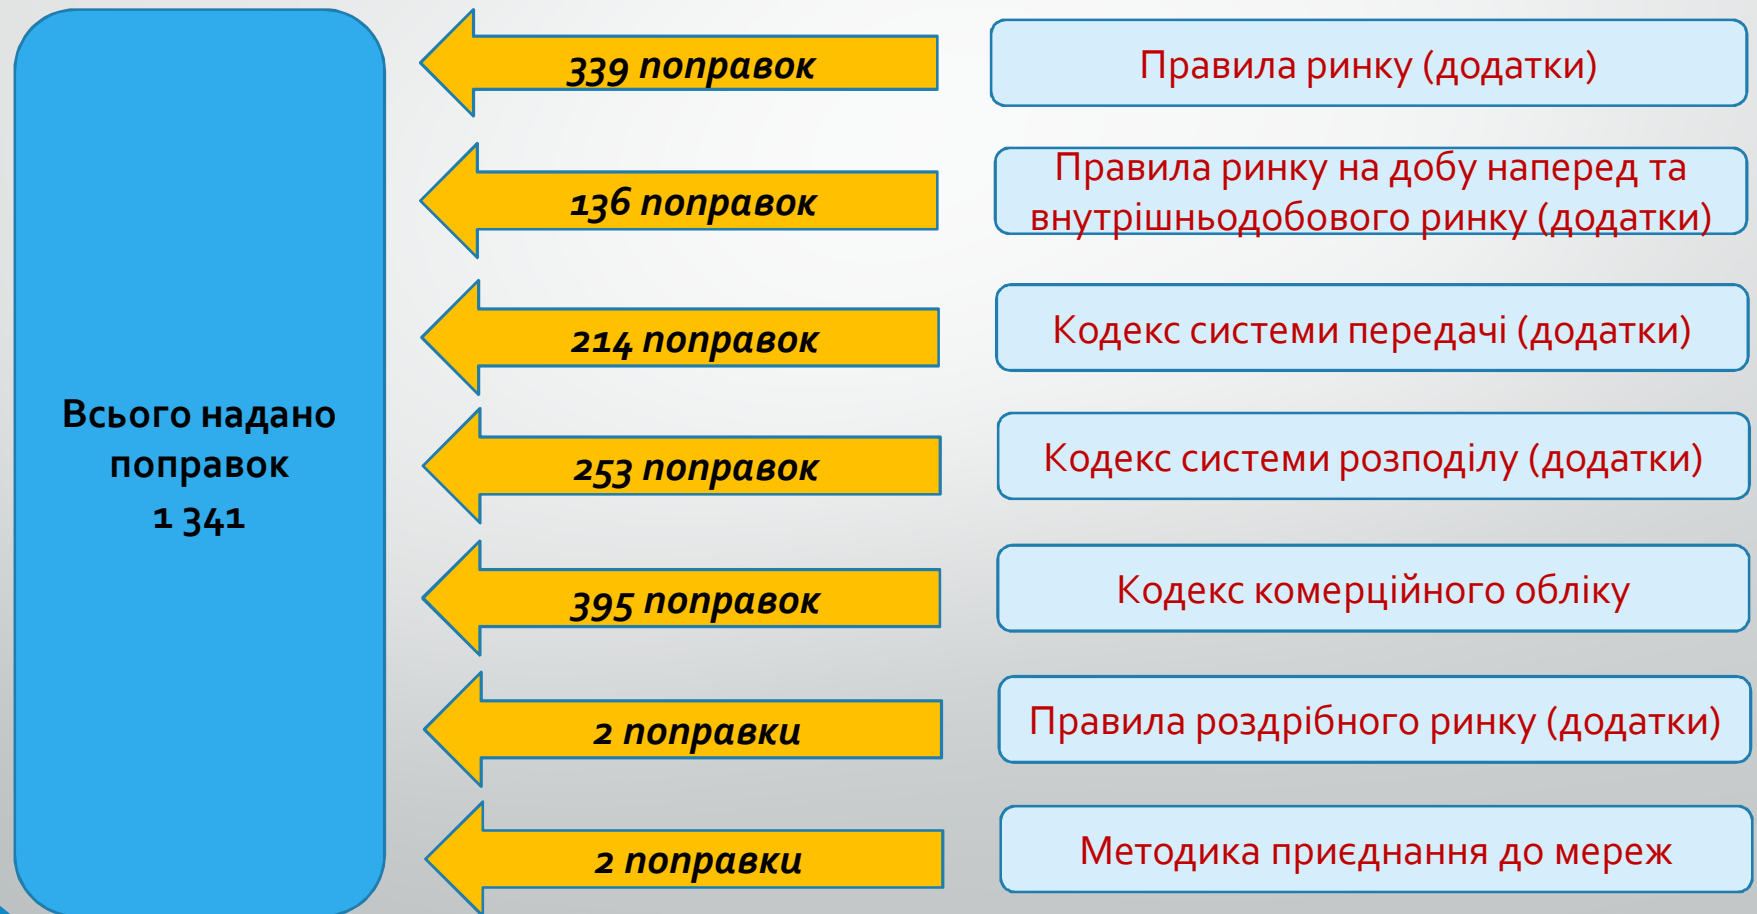 Всього надано
поправок
1 341
339 поправок
Правила ринку (додатки)
136 поправок
Правила ринку на добу наперед та
внутрішньодобового ринку (додатки)
214 поправок
Кодекс системи передачі (додатки)
253 поправок
Кодекс системи розподілу (додатки)
395 поправок
Кодекс комерційного обліку
2 поправки
Правила роздрібного ринку (додатки)
2 поправки
Методика приєднання до мереж